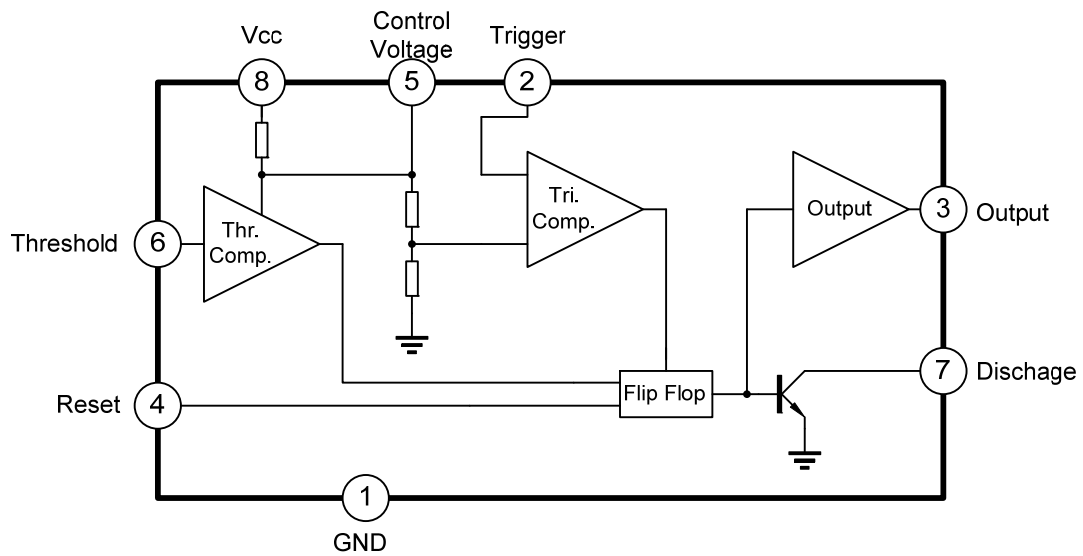 Vcc
Control
Voltage
Trigger
8
5
2
Thr.
Comp.
Tri.
Comp.
Output
3
Output
Threshold
6
Reset
4
Flip Flop
7
Dischage
1
GND